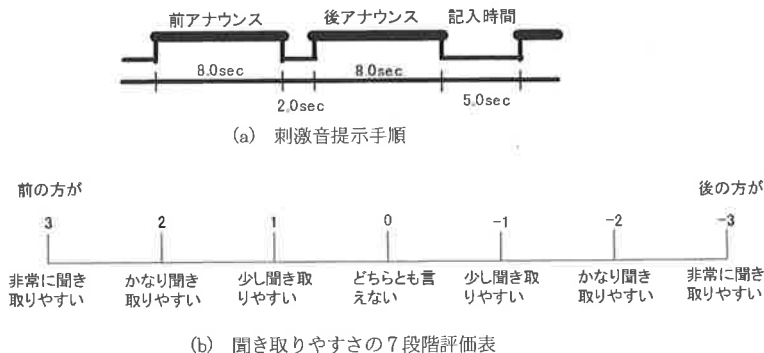 前アナウンス 後アナウンス 記入時間
8.0sec 8.0sec
2.0sec 5.0sec
(a) 刺激音提示手順
前の方が 後の方が
3 2 1 0 -1 -2 -3
非常に聞き かなり聞き 少し聞き取 どちらとも言 少し聞き取 かなり聞き 非常に聞き
取りやすい 取りやすい りやすい えない りやすい 取りやすい 取りやすい
(b) 聞き取りやすさの7段階評価表